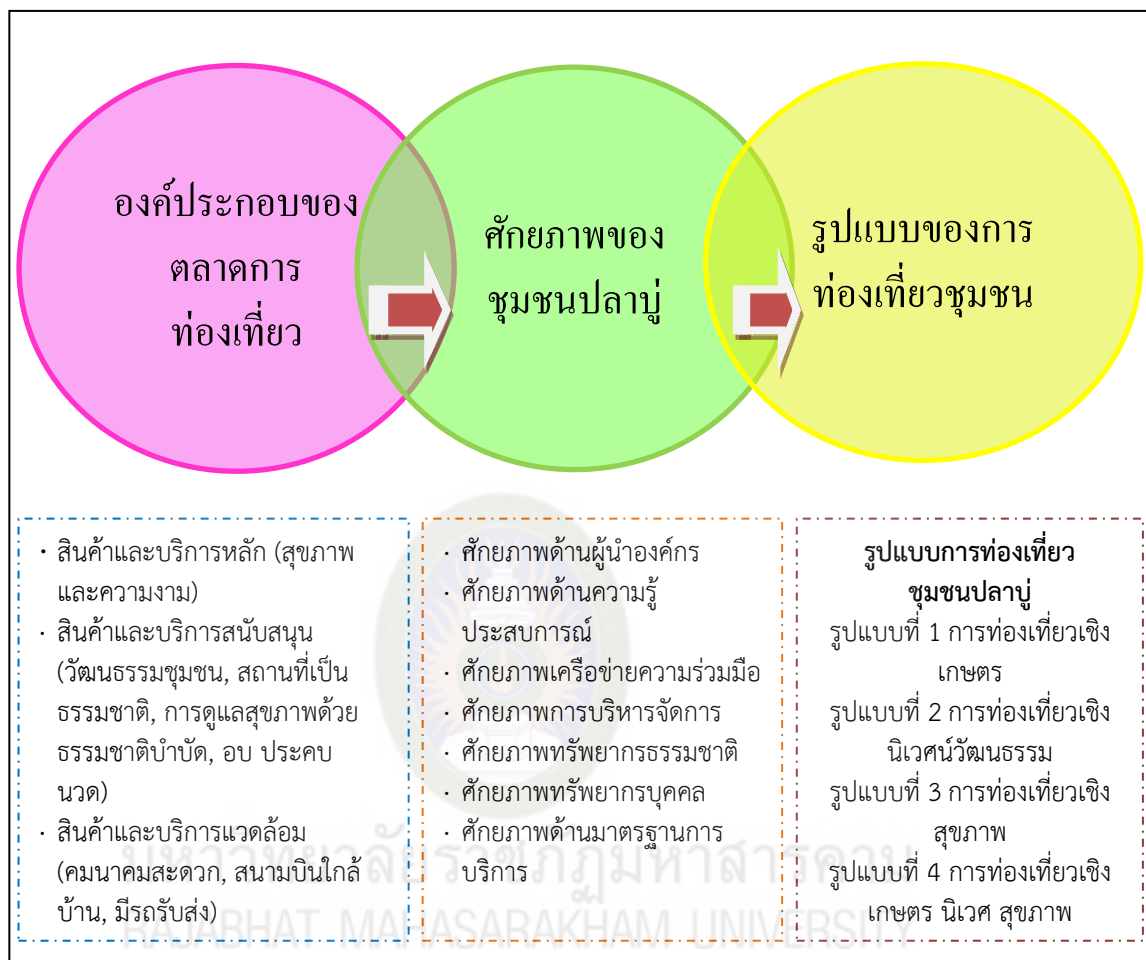 องค์ประกอบของ
ตลาดการ
ท่องเที่ยว
ศักยภาพของ
ชุมชนปลาบู่
รูปแบบของการ
ท่องเที่ยวชุมชน
· สินค้าและบริการหลัก (สุขภาพ
และความงาม)
· สินค้าและบริการสนับสนุน
(วัฒนธรรมชุมชน, สถานที่เป็น
ธรรมชาติ, การดูแลสุขภาพด้วย
ธรรมชาติบำบัด, อบ ประคบ
นวด)
· สินค้าและบริการแวดล้อม
(คมนาคมสะดวก, สนามบินใกล้
บ้าน, มีรถรับส่ง)
· ศักยภาพด้านผู้นำองค์กร
· ศักยภาพด้านความรู้
ประสบการณ์
· ศักยภาพเครือข่ายความร่วมมือ
· ศักยภาพการบริหารจัดการ
· ศักยภาพทรัพยากรธรรมชาติ
· ศักยภาพทรัพยากรบุคคล
· ศักยภาพด้านมาตรฐานการ
บริการ
รูปแบบการท่องเที่ยว
ชุมชนปลาบู่
รูปแบบที่ 1 การท่องเที่ยวเชิง
เกษตร
รูปแบบที่ 2 การท่องเที่ยวเชิง
นิเวศน์วัฒนธรรม
รูปแบบที่ 3 การท่องเที่ยวเชิง
สุขภาพ
รูปแบบที่ 4 การท่องเที่ยวเชิง
เกษตร นิเวศ สุขภาพ
มหาวิทยาลัยราชภัฏมหาสารคาม
RAJABHAT MAHASARAKHAM UNIVERSITY